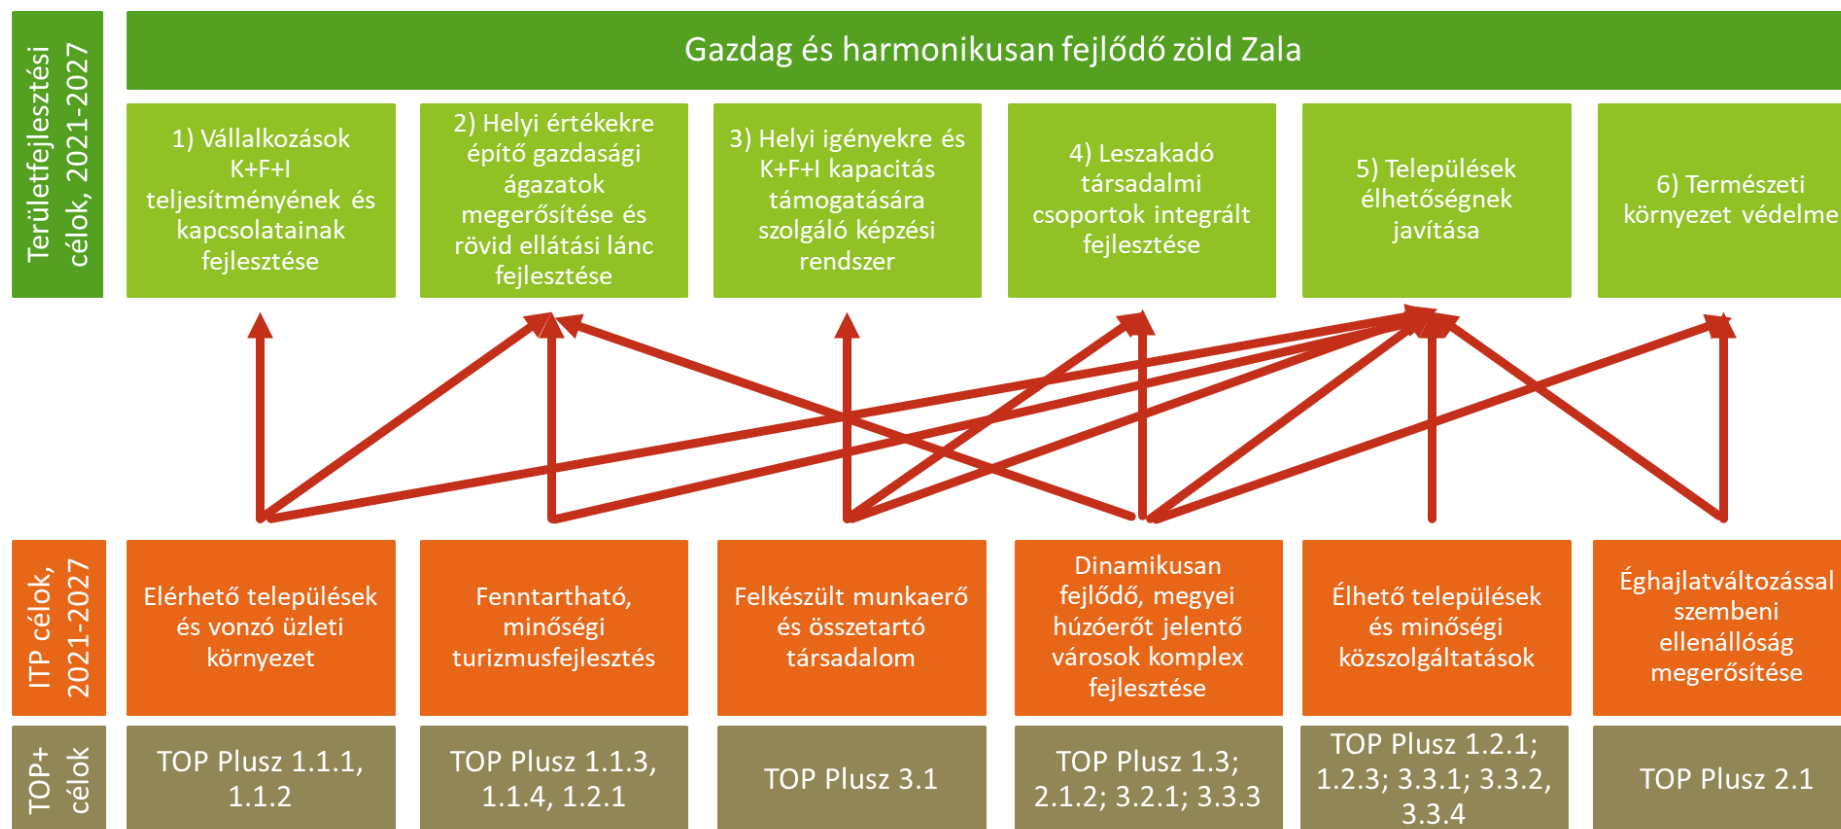 Területfejlesztési
célok, 2021-2027
Gazdag és harmonikusan fejlődő zöld Zala
1) Vállalkozások
K+F+I
teljesítményének és
kapcsolatainak
fejlesztése
2) Helyi értékekre
építő gazdasági
ágazatok
megerősítése és
rövid ellátási lánc
fejlesztése
3) Helyi igényekre és
K+F+I kapacitás
támogatására
szolgáló képzési
rendszer
4) Leszakadó
társadalmi
csoportok integrált
fejlesztése
5) Települések
élhetőségnek
javítása
6) Természeti
környezet védelme
ITP célok,
2021-2027
Elérhető települések
és vonzó üzleti
környezet
Fenntartható,
minőségi
turizmusfejlesztés
Felkészült munkaerő
és összetartó
társadalom
Dinamikusan
fejlődő, megyei
húzóerőt jelentő
városok komplex
fejlesztése
Élhető települések
és minőségi
közszolgáltatások
Éghajlatváltozással
szembeni
ellenállóság
megerősítése
TOP+
célok
TOP Plusz 1.1.1,
1.1.2
TOP Plusz 1.1.3,
1.1.4, 1.2.1
TOP Plusz 3.1
TOP Plusz 1.3;
2.1.2; 3.2.1; 3.3.3
TOP Plusz 1.2.1;
1.2.3; 3.3.1; 3.3.2,
3.3.4
TOP Plusz 2.1